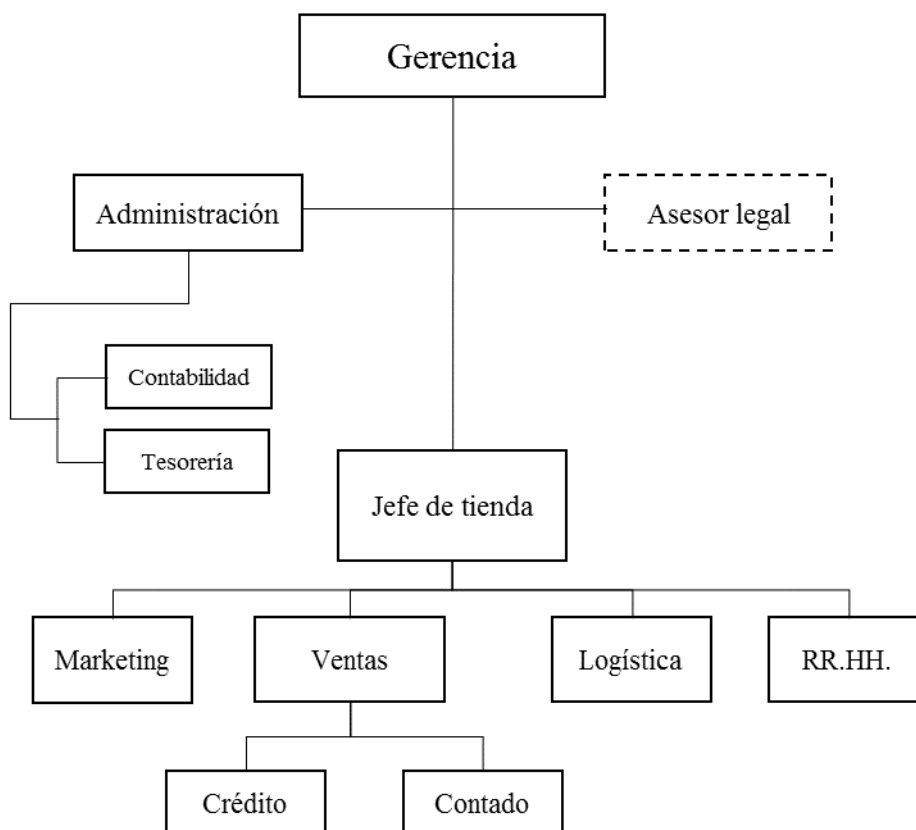 Gerencia
Administración
Asesor legal
Contabilidad
Tesorería
Jefe de tienda
Marketing
Ventas
Logística
RR.HH.
Crédito
Contado